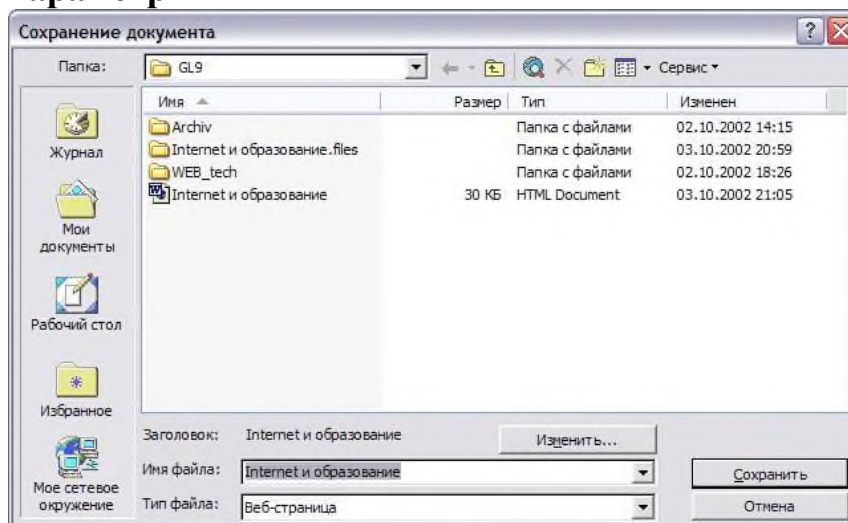 Сохранение документа
Папка: GL9 Сервис
Имя Размер Тип Изменен
Archiv Папка с файлами 02.10.2002 14:15
Internet и образование.files Папка с файлами 03.10.2002 20:59
WEB_tech Папка с файлами 02.10.2002 18:26
Internet и образование 30 КБ HTML Document 03.10.2002 21:05
Журнал
Мои
документы
Рабочий стол
Избранное
Мое сетевое
окружение
Заголовок: Internet и образование Изменить...
Имя файла: Internet и образование Сохранить
Тип файла: Веб-страница Отмена